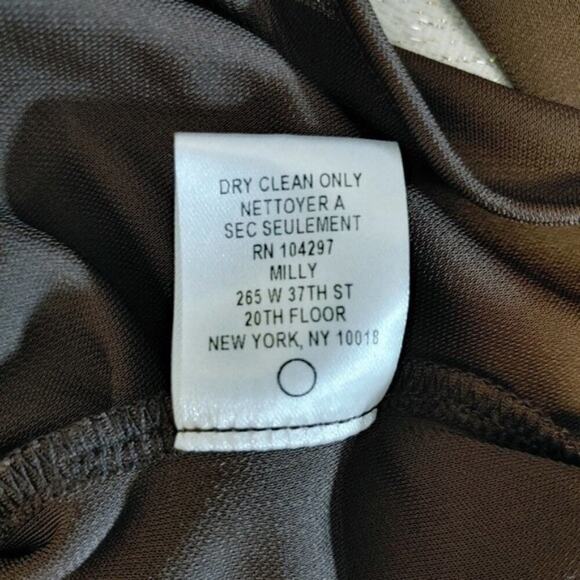 DRY CLEAN ONLY
NETTOYER A
SEC SEULEMENT
RN 104297
MILLY
265 W 37TH ST
20TH FLOOR
NEW YORK, NY 10018